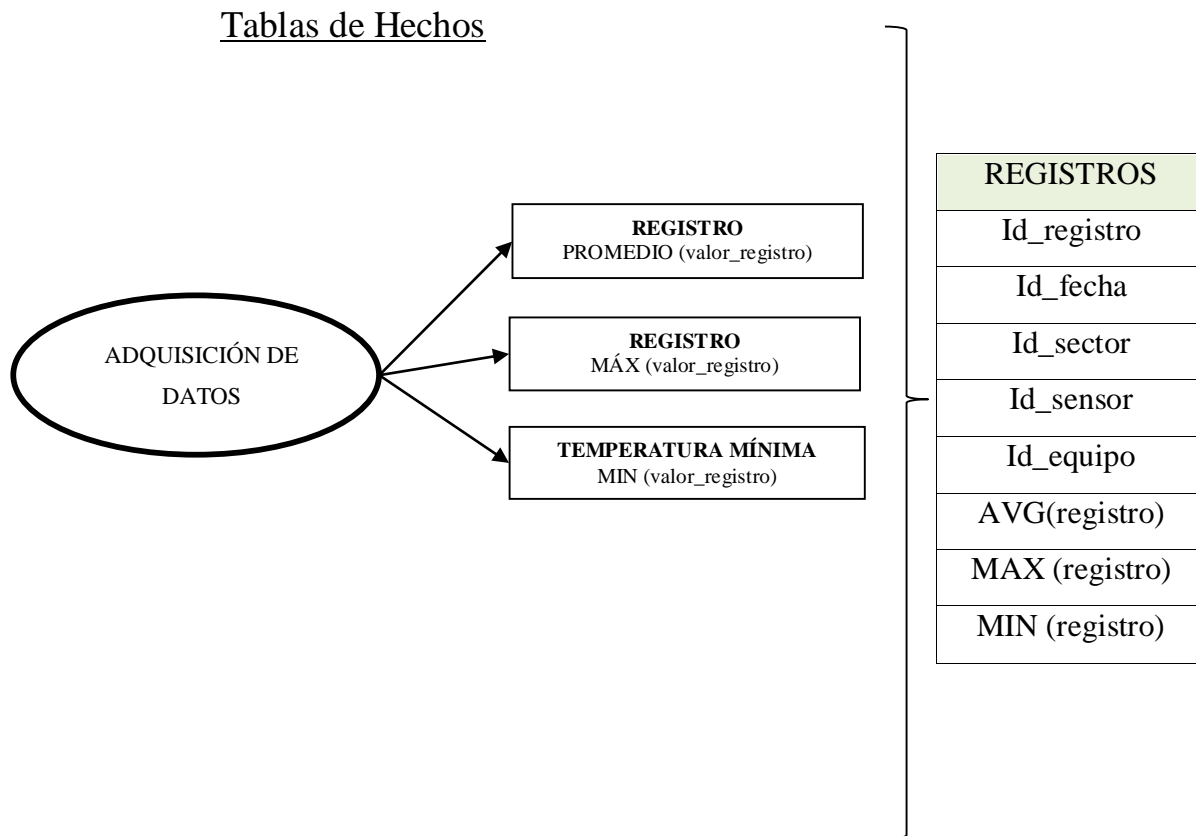 Tablas de Hechos
ADQUISICIÓN DE
DATOS
REGISTRO
PROMEDIO (valor_registro)
REGISTRO
MÁX (valor_registro)
TEMPERATURA MÍNIMA
MIN (valor_registro)
REGISTROS
Id_registro
Id_fecha
Id_sector
Id_sensor
Id_equipo
AVG(registro)
MAX (registro)
MIN (registro)